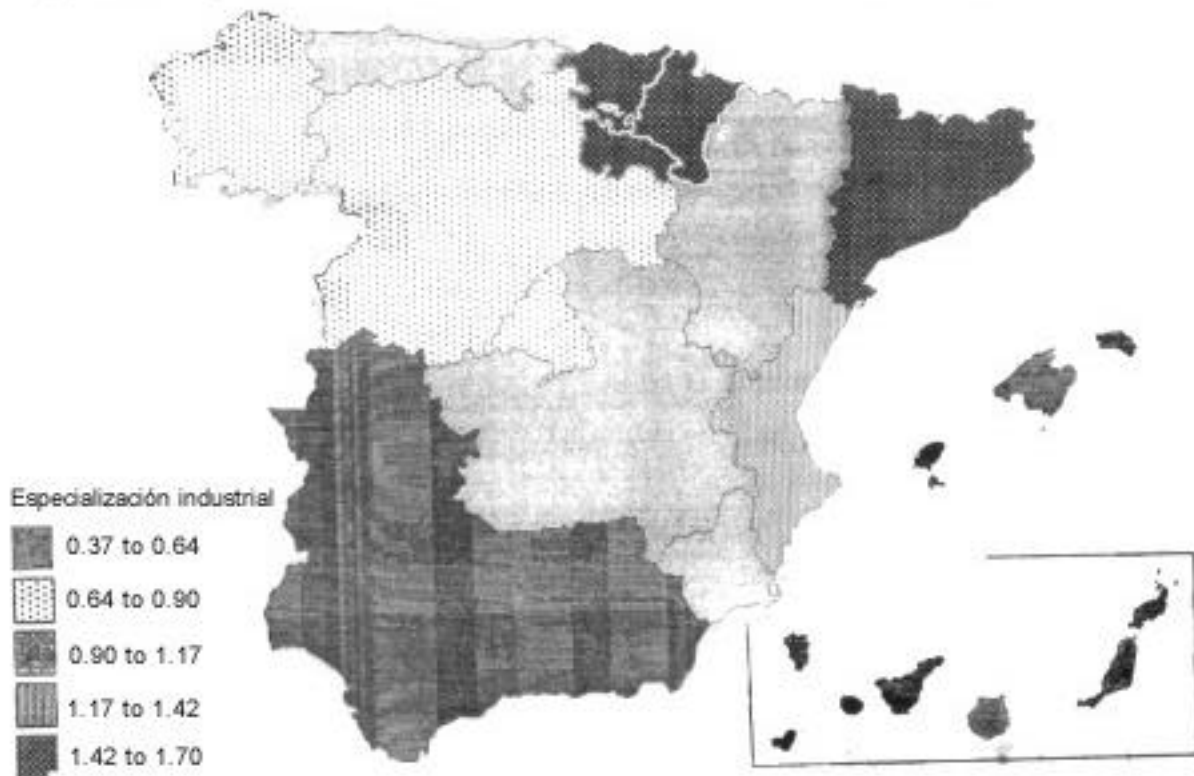 Especialización industrial
0.37 to 0.64
0.64 to 0.90
0.90 to 1.17
1.17 to 1.42
1.42 to 1.70